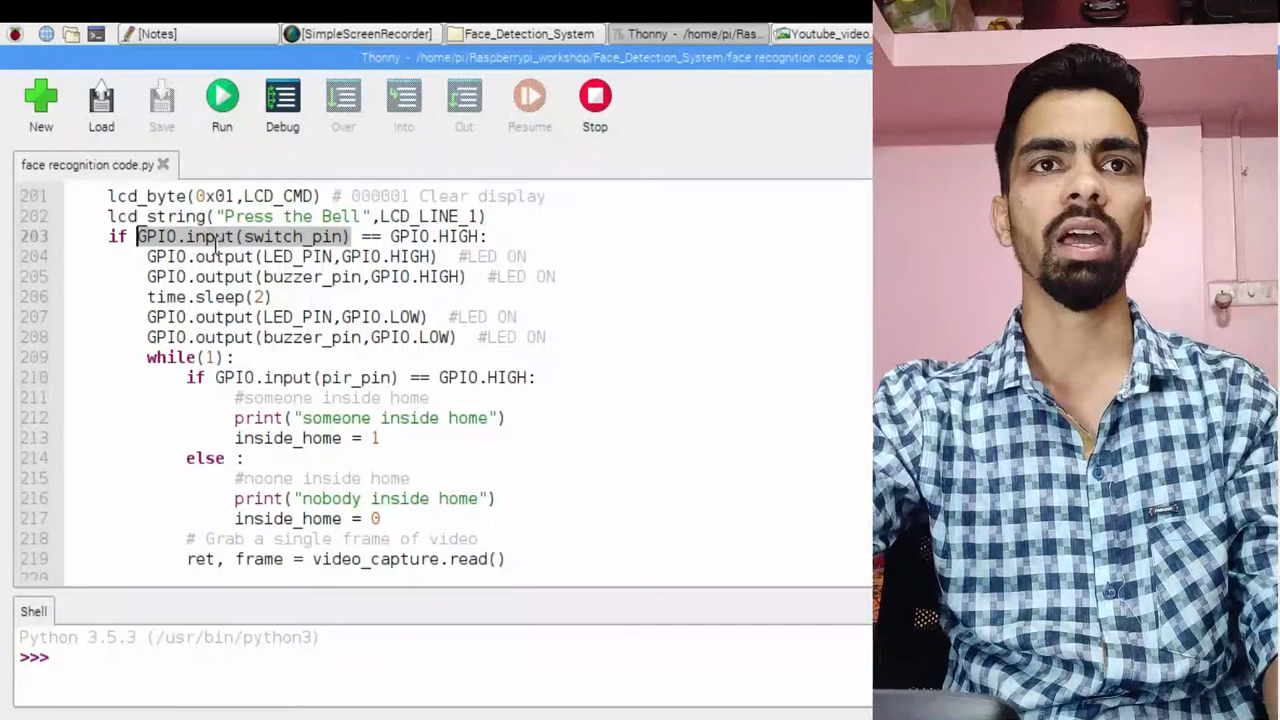 [Notes]
[SimpleScreenRecorder]
Face_Detection_System
Thonny - /home/pi/Rasp...
Youtube_video.
Thonny - /home/pi/Raspberrypi_workshop/Face_Detection_System/face recognition code.py @
New
Load
Save
Run
Debug
Over
Into
Out
Resume
Stop
face recognition code.py
201 lcd_byte(0x01,LCD_CMD) # 000001 Clear display
202 lcd_string("Press the Bell",LCD_LINE_1)
203 if GPIO.input(switch_pin) == GPIO.HIGH:
204 GPIO.output(LED_PIN,GPIO.HIGH) #LED ON
205 GPIO.output(buzzer_pin,GPIO.HIGH) #LED ON
206 time.sleep(2)
207 GPIO.output(LED_PIN,GPIO.LOW) #LED ON
208 GPIO.output(buzzer_pin,GPIO.LOW) #LED ON
209 while(1):
210 if GPIO.input(pir_pin) == GPIO.HIGH:
211 #someone inside home
212 print("someone inside home")
213 inside_home = 1
214 else :
215 #noone inside home
216 print("nobody inside home")
217 inside_home = 0
218 # Grab a single frame of video
219 ret, frame = video_capture.read()
220
Shell
Python 3.5.3 (/usr/bin/python3)
>>>